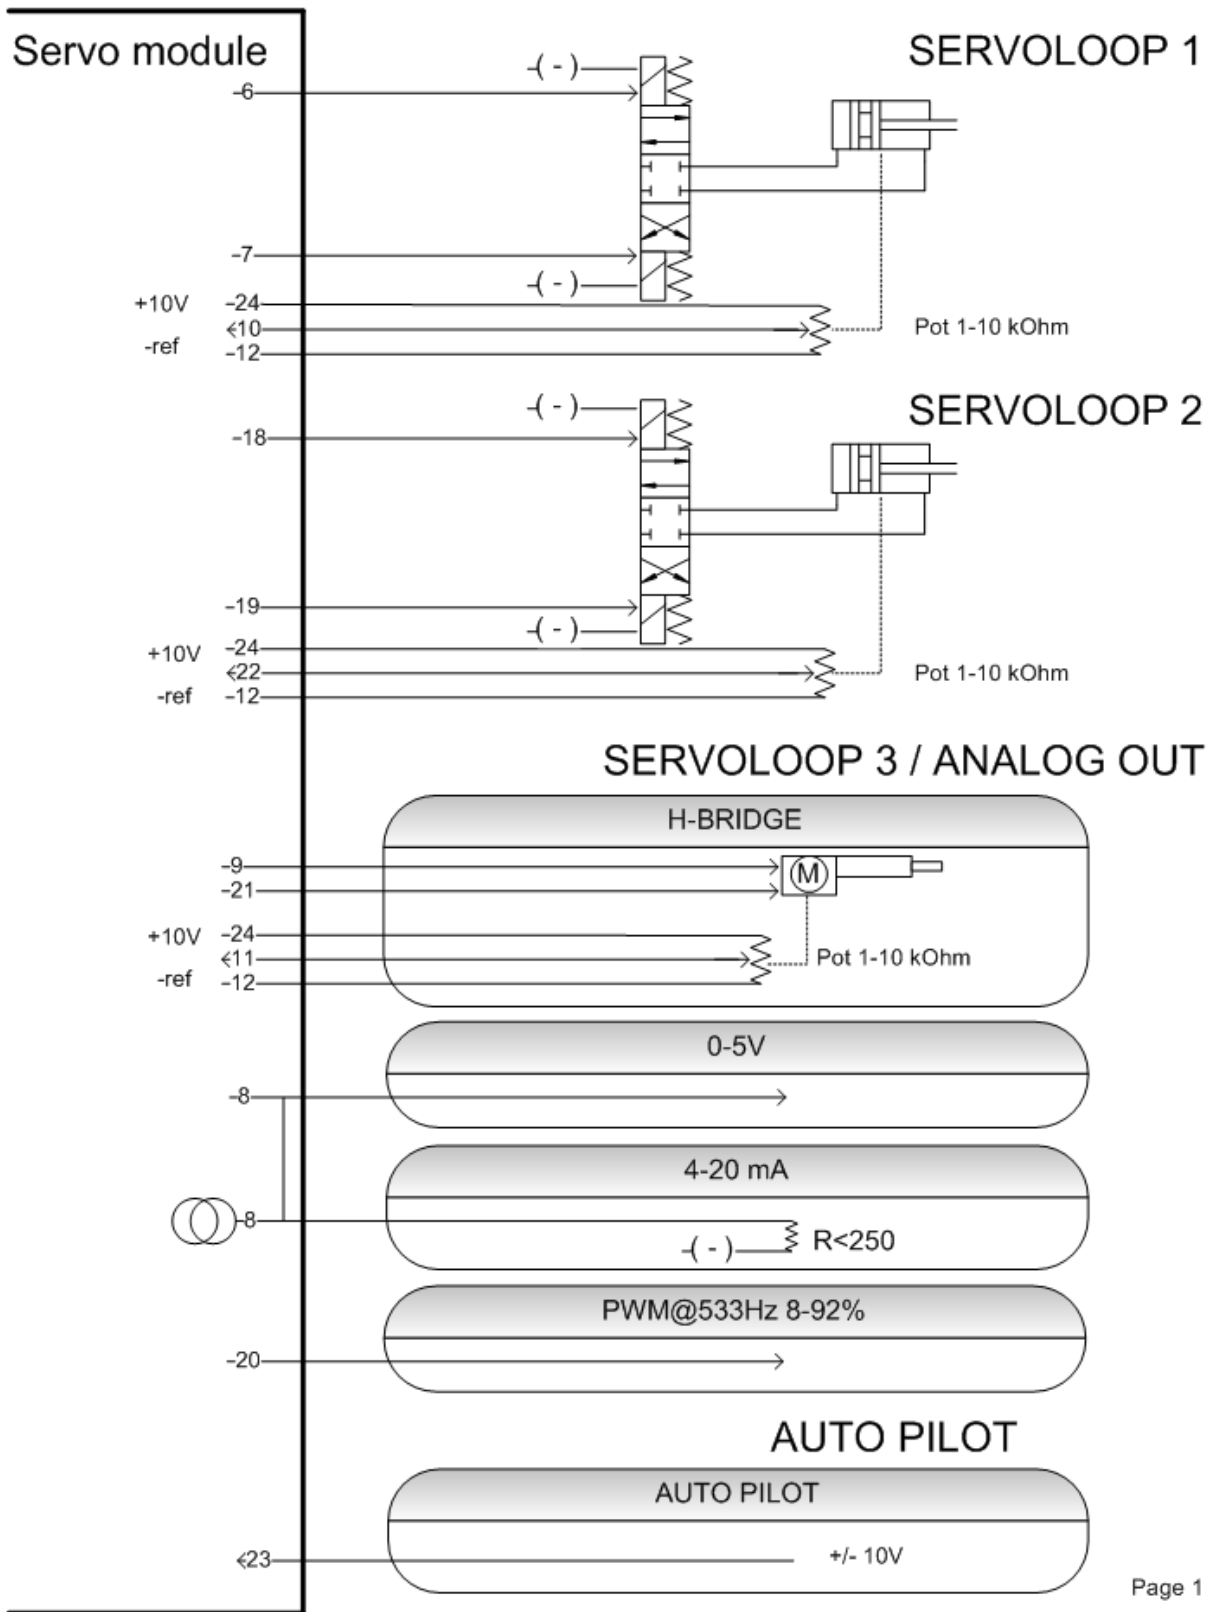 Servo module
SERVOLOOP 1
-( - )
-6
-7
-( - )
+10V -24
10
-ref -12
Pot 1-10 kOhm
SERVOLOOP 2
-( - )
-18
-19
-( - )
+10V -24
22
-ref -12
Pot 1-10 kOhm
SERVOLOOP 3 / ANALOG OUT
H-BRIDGE
-9
M
-21
+10V -24
11
-ref -12
Pot 1-10 kOhm
0-5V
-8
4-20 mA
-8
-( - )
R<250
PWM@533Hz 8-92%
-20
AUTO PILOT
AUTO PILOT
23
+/- 10V
Page 1